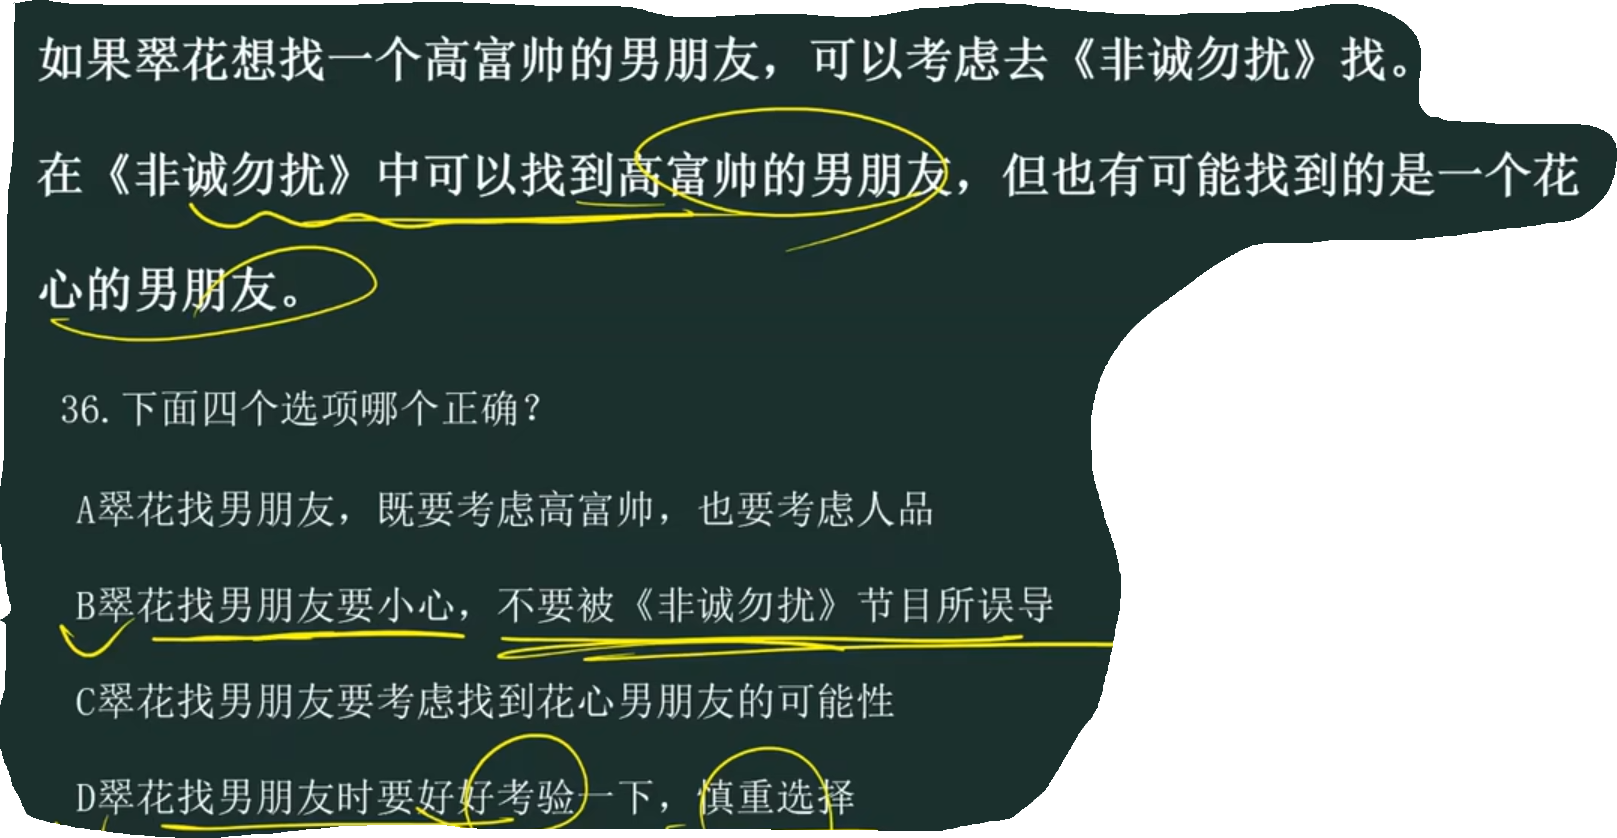 如果翠花想找一个高富帅的男朋友，可以考虑去《非诚勿扰》找。
在《非诚勿扰》中可以找到高富帅的男朋友，但也有可能找到的是一个花
心的男朋友。
36.下面四个选项哪个正确？
A翠花找男朋友，既要考虑高富帅，也要考虑人品
B翠花找男朋友要小心，不要被《非诚勿扰》节目所误导
C翠花找男朋友要考虑找到花心男朋友的可能性
D翠花找男朋友时要好好考验一下，慎重选择